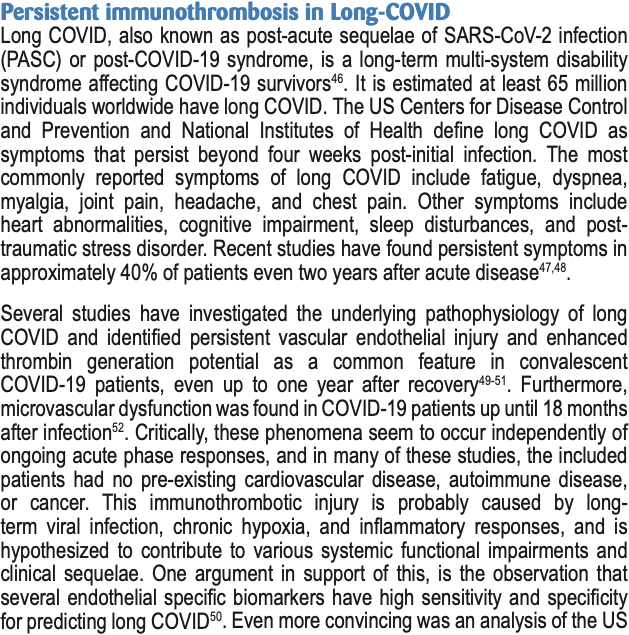 Persistent immunothrombosis in Long-COVID
Long COVID, also known as post-acute sequelae of SARS-CoV-2 infection
(PASC) or post-COVID-19 syndrome, is a long-term multi-system disability
syndrome affecting COVID-19 survivors46. It is estimated at least 65 million
individuals worldwide have long COVID. The US Centers for Disease Control
and Prevention and National Institutes of Health define long COVID as
symptoms that persist beyond four weeks post-initial infection. The most
commonly reported symptoms of long COVID include fatigue, dyspnea,
myalgia, joint pain, headache, and chest pain. Other symptoms include
heart abnormalities, cognitive impairment, sleep disturbances, and post-
traumatic stress disorder. Recent studies have found persistent symptoms in
approximately 40% of patients even two years after acute disease47,48.
Several studies have investigated the underlying pathophysiology of long
COVID and identified persistent vascular endothelial injury and enhanced
thrombin generation potential as a common feature in convalescent
COVID-19 patients, even up to one year after recovery49-51. Furthermore,
microvascular dysfunction was found in COVID-19 patients up until 18 months
after infection52. Critically, these phenomena seem to occur independently of
ongoing acute phase responses, and in many of these studies, the included
patients had no pre-existing cardiovascular disease, autoimmune disease,
or cancer. This immunothrombotic injury is probably caused by long-
term viral infection, chronic hypoxia, and inflammatory responses, and is
hypothesized to contribute to various systemic functional impairments and
clinical sequelae. One argument in support of this, is the observation that
several endothelial specific biomarkers have high sensitivity and specificity
for predicting long COVID50. Even more convincing was an analysis of the US